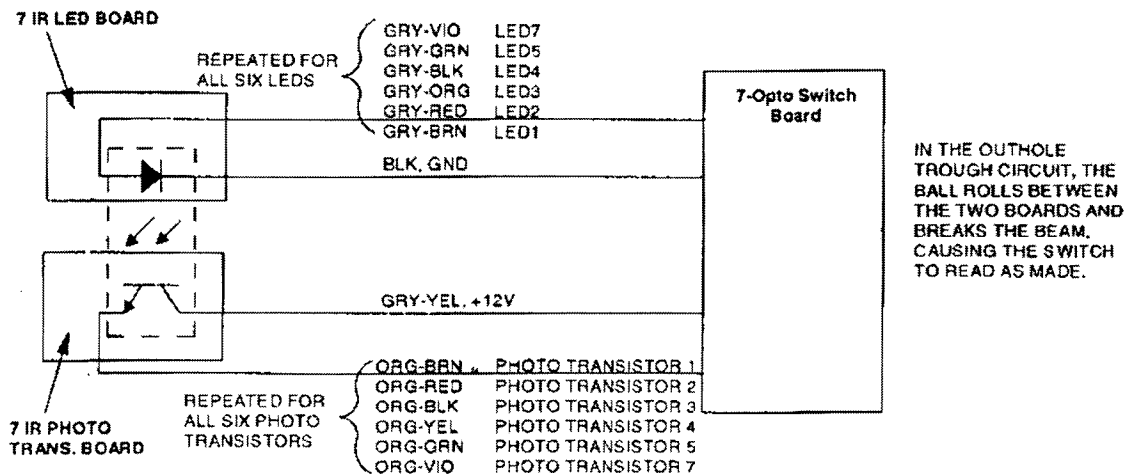 7 IR LED BOARD
REPEATED FOR
ALL SIX LEDS
GRY-VIO LED7
GRY-GRN LED5
GRY-BLK LED4
GRY-ORG LED3
GRY-RED LED2
GRY-BRN LED1
BLK, GND
7-Opto Switch
Board
IN THE OUTHOLE
TROUGH CIRCUIT, THE
BALL ROLLS BETWEEN
THE TWO BOARDS AND
BREAKS THE BEAM,
CAUSING THE SWITCH
TO READ AS MADE.
GRY-YEL, +12V
7 IR PHOTO
TRANS. BOARD
REPEATED FOR
ALL SIX PHOTO
TRANSISTORS
ORG-BRN PHOTO TRANSISTOR 1
ORG-RED PHOTO TRANSISTOR 2
ORG-BLK PHOTO TRANSISTOR 3
ORG-YEL PHOTO TRANSISTOR 4
ORG-GRN PHOTO TRANSISTOR 5
ORG-VIO PHOTO TRANSISTOR 7